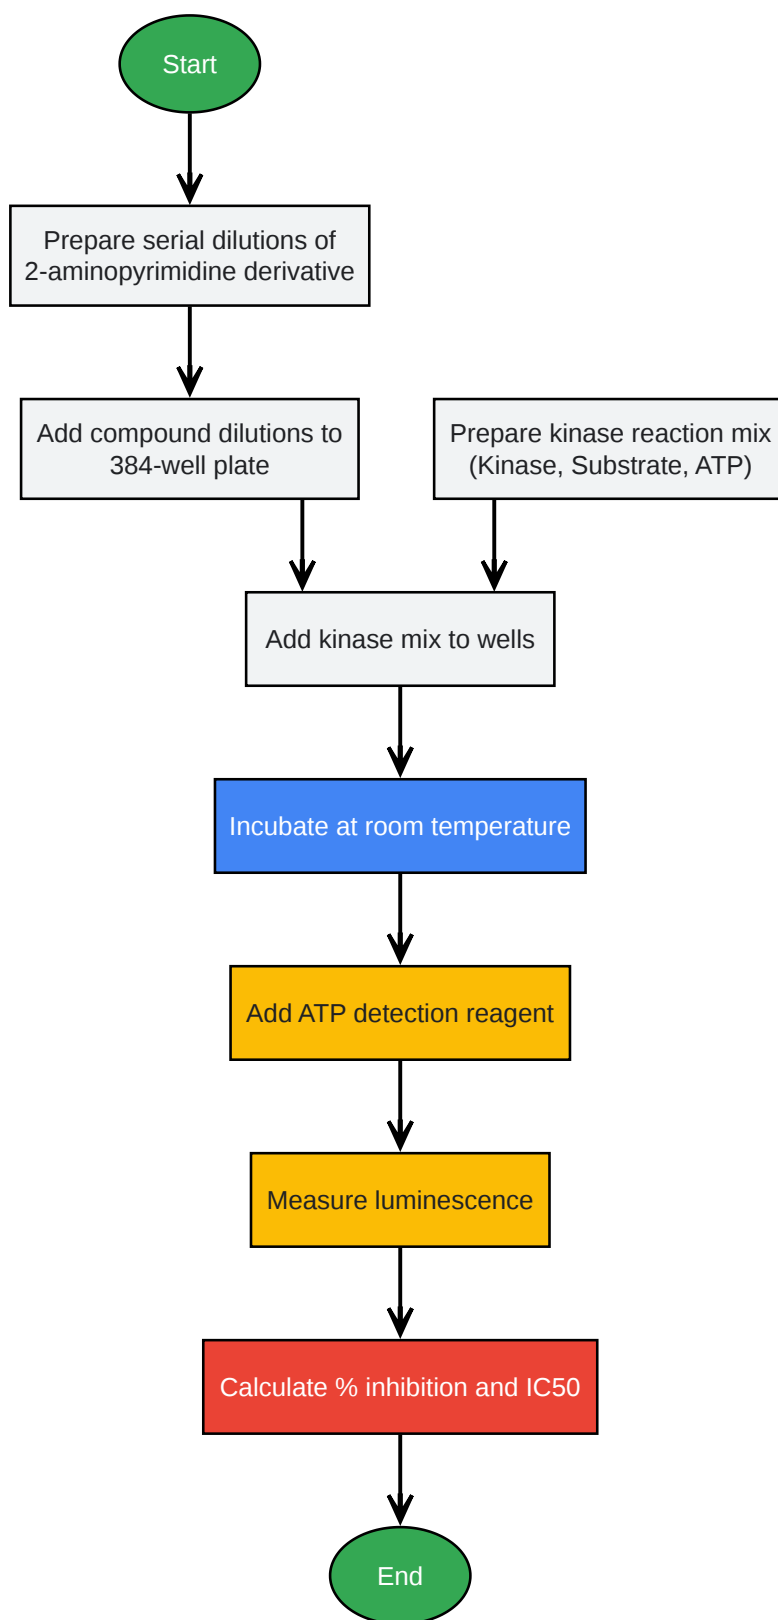 Start
Prepare serial dilutions of
2-aminopyrimidine derivative
Add compound dilutions to
384-well plate
Prepare kinase reaction mix
(Kinase, Substrate, ATP)
Add kinase mix to wells
Incubate at room temperature
Add ATP detection reagent
Measure luminescence
Calculate % inhibition and IC50
End